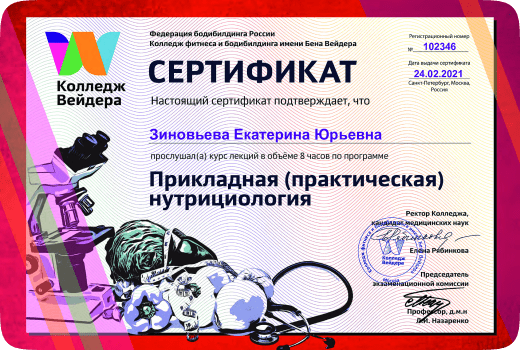 Федерация бодибилдинга России
Колледж фитнеса и бодибилдинга имени Бена Вейдера
Регистрационный номер
№ 102346
Дата выдачи сертификата
24.02.2021
Санкт-Петербург, Москва,
Россия
Колледж
Вейдера
СЕРТИФИКАТ
Настоящий сертификат подтверждает, что
Зиновьева Екатерина Юрьевна
прослушал(а) курс лекций в объёме 8 часов по программе
Прикладная (практическая)
нутрициология
Ректор Колледжа,
кандидат медицинских наук
Елена Рябинкова
Колледж
Вейдера
Председатель
экзаменационной комиссии
Профессор, д.м.н
Л.И. Назаренко